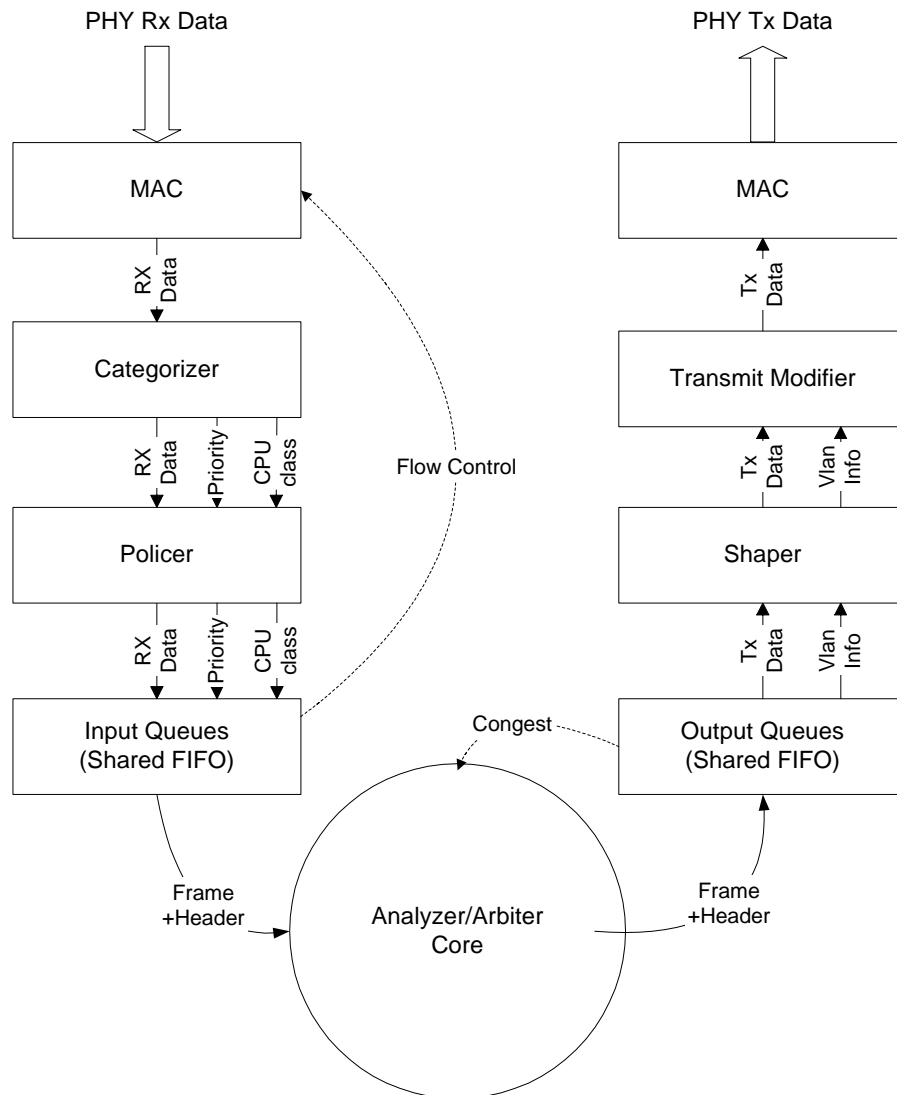 PHY Rx Data
PHY Tx Data
MAC
MAC
RX
Data
Tx
Data
Categorizer
Transmit Modifier
RX
Data
Priority
CPU
class
Flow Control
Tx
Data
Vlan
Info
Policer
Shaper
RX
Data
Priority
CPU
class
Tx
Data
Vlan
Info
Input Queues
(Shared FIFO)
Congest
Output Queues
(Shared FIFO)
Frame
+Header
Analyzer/Arbiter
Core
Frame
+Header